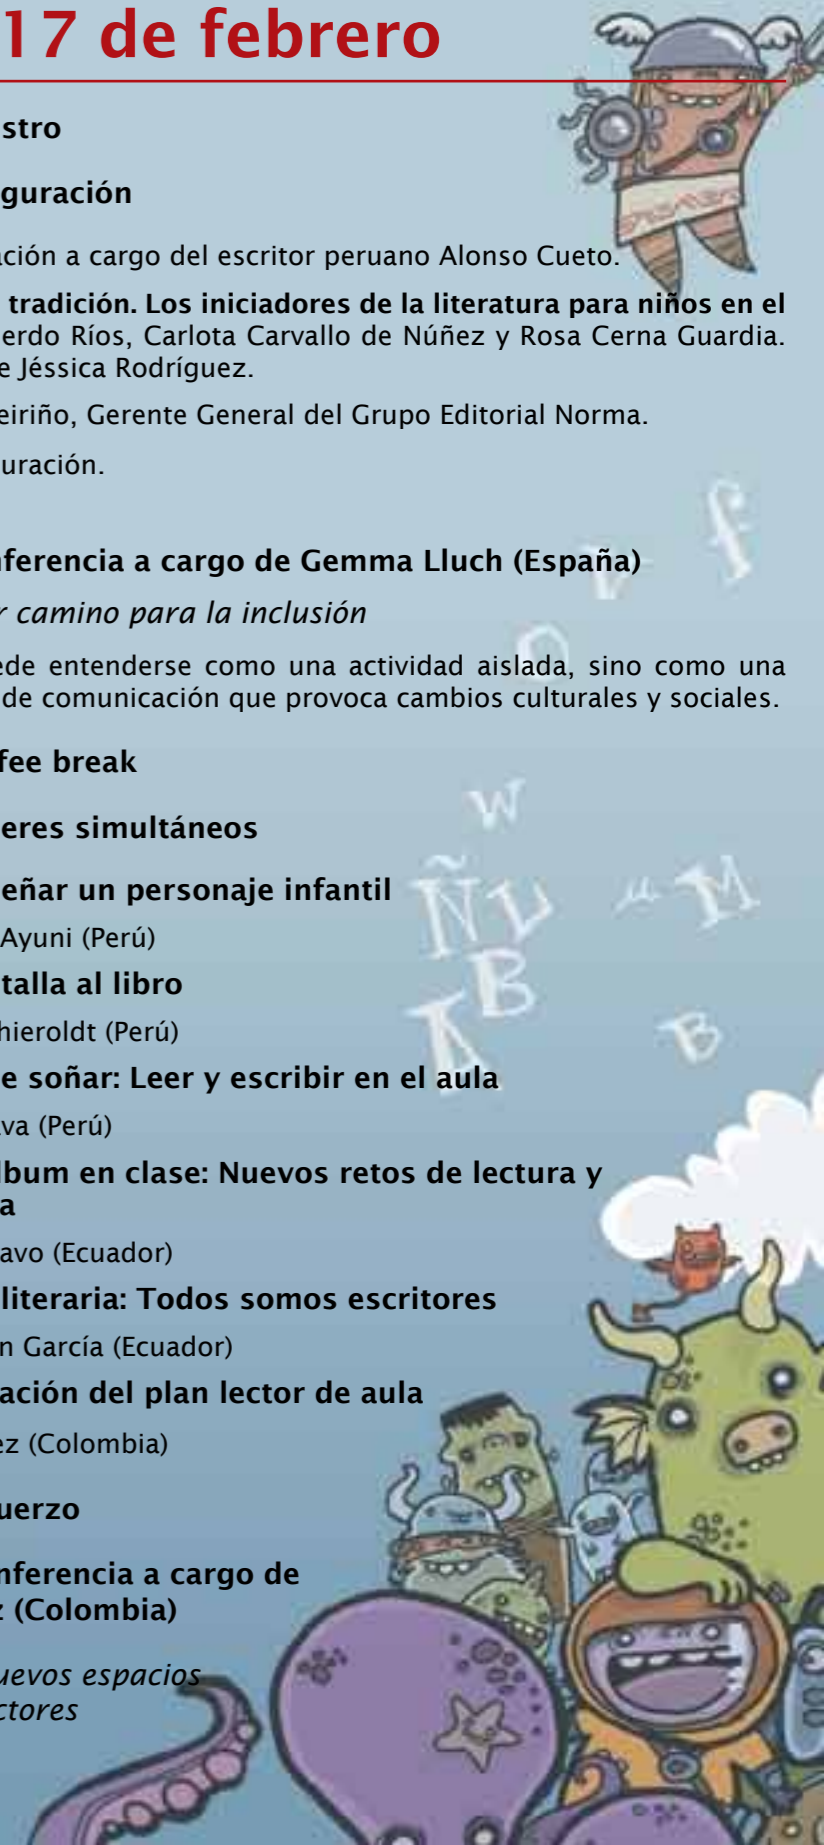 17 de febrero
stro
guración
ación a cargo del escritor peruano Alonso Cueto.
tradición. Los iniciadores de la literatura para niños en el
erdo Ríos, Carlota Carvallo de Núñez y Rosa Cerna Guardia.
e Jéssica Rodríguez.
eiriño, Gerente General del Grupo Editorial Norma.
uración.
f
v
nferencia a cargo de Gemma Lluch (España)
r camino para la inclusión
o
ede entenderse como una actividad aislada, sino como una
de comunicación que provoca cambios culturales y sociales.
fee break
w
eres simultáneos
eñar un personaje infantil
Ñ U M M
Ayuni (Perú)
talla al libro
B
hieroldt (Perú)
A B
e soñar: Leer y escribir en el aula
va (Perú)
lbum en clase: Nuevos retos de lectura y
a
avo (Ecuador)
literaria: Todos somos escritores
n García (Ecuador)
ación del plan lector de aula
ez (Colombia)
uerzo
nferencia a cargo de
z (Colombia)
uevos espacios
ctores